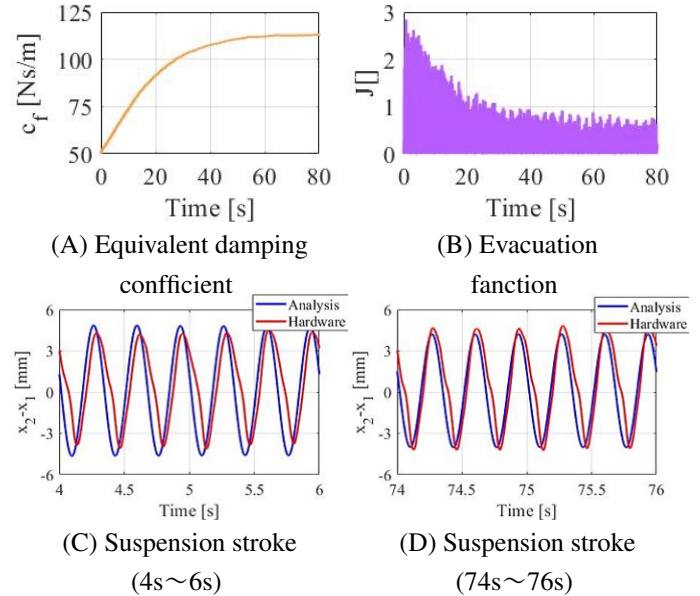 125
100
75
50
c_f [Ns/m]
0 20 40 60 80
Time [s]
(A) Equivalent damping
confficient
3
2
1
0
J[]
0 20 40 60 80
Time [s]
(B) Evacuation
fanction
Analysis
Hardware
6
3
0
-3
-6
x_2-x_1 [mm]
4 4.5 5 5.5 6
Time [s]
(C) Suspension stroke
(4s～6s)
Analysis
Hardware
6
3
0
-3
-6
x_2-x_1 [mm]
74 74.5 75 75.5 76
Time [s]
(D) Suspension stroke
(74s～76s)